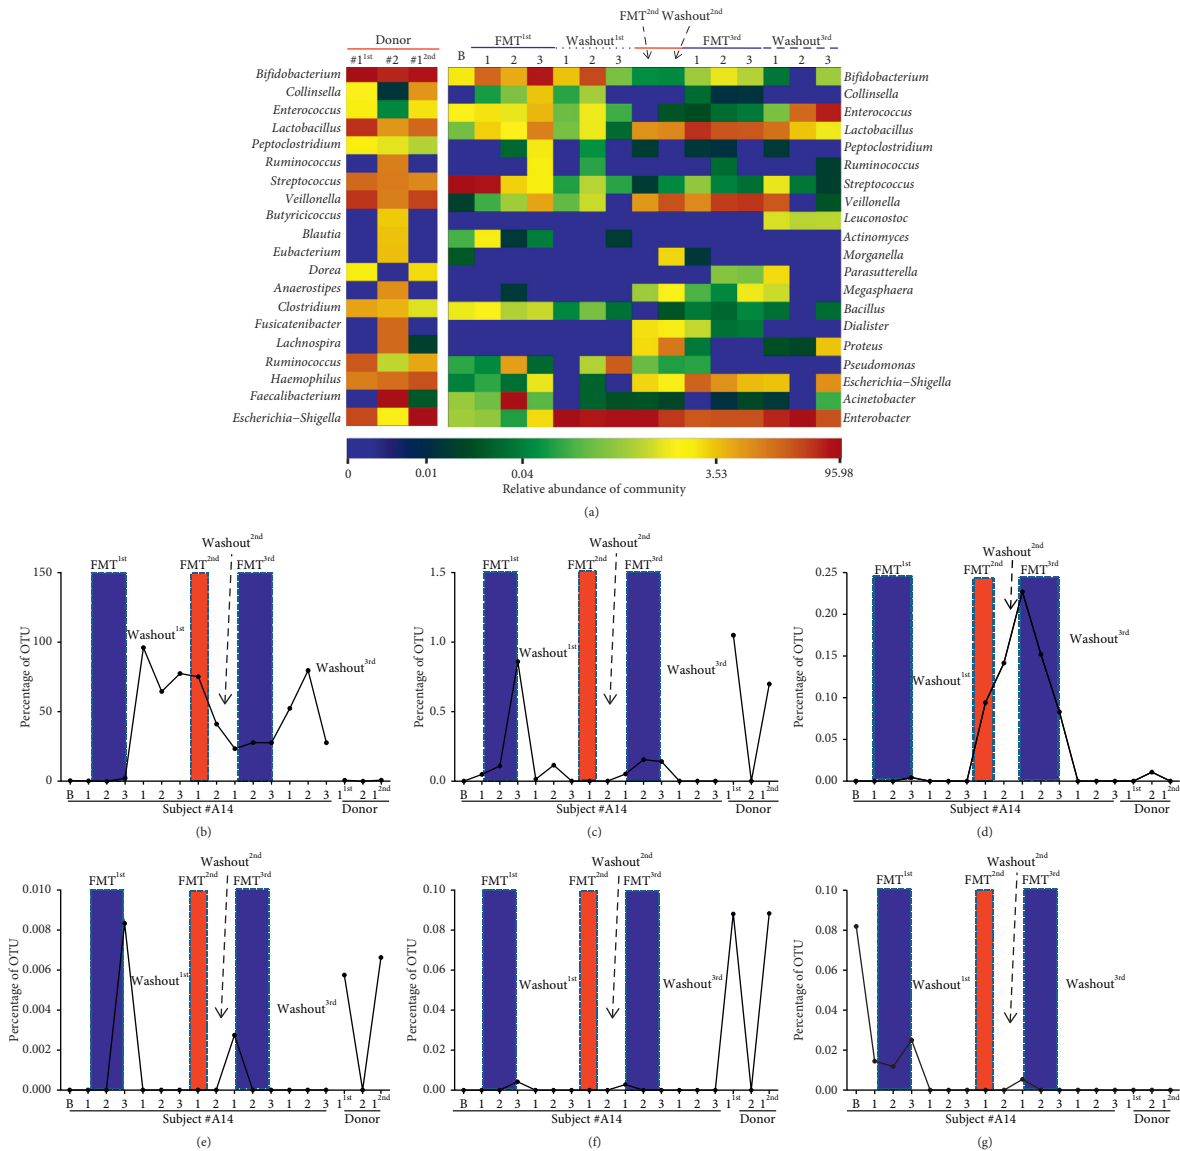 FMT2nd Washout2nd
Donor
FMT1st Washout1st FMT3rd Washout3rd
#11st #2 #12nd B 1 2 3 1 2 3 1 2 3 1 2 3
Bifidobacterium Bifidobacterium
Collinsella Collinsella
Enterococcus Enterococcus
Lactobacillus Lactobacillus
Peptoclostridium Peptoclostridium
Ruminococcus Ruminococcus
Streptococcus Streptococcus
Veillonella Veillonella
Butyricicoccus Leuconostoc
Blautia Actinomyces
Eubacterium Morganella
Dorea Parasutterella
Anaerostipes Megasphaera
Clostridium Bacillus
Fusicatenibacter Dialister
Lachnospira Proteus
Ruminococcus Pseudomonas
Haemophilus Escherichia−Shigella
Faecalibacterium Acinetobacter
Escherichia−Shigella Enterobacter
0 0.01 0.04 3.53 95.98
Relative abundance of community
(a)
Washout2nd
FMT1st FMT2nd FMT3rd
150
100
50
0
Percentage of OTU
Washout1st
Washout3rd
B 1 2 3 1 2 3 1 2 1 2 3 1 2 3 11st 2 12nd
Subject #A14 Donor
(b)
Washout2nd
FMT1st FMT2nd FMT3rd
1.5
1.0
0.5
0.0
Percentage of OTU
Washout1st
Washout3rd
B 1 2 3 1 2 3 1 2 1 2 3 1 2 3 11st 2 12nd
Subject #A14 Donor
(c)
Washout2nd
FMT1st FMT2nd FMT3rd
0.25
0.20
0.15
0.10
0.05
0.00
Percentage of OTU
Washout1st
Washout3rd
B 1 2 3 1 2 3 1 2 1 2 3 1 2 3 11st 2 12nd
Subject #A14 Donor
(d)
Washout2nd
FMT1st FMT2nd FMT3rd
0.010
0.008
0.006
0.004
0.002
0.000
Percentage of OTU
Washout1st
Washout3rd
B 1 2 3 1 2 3 1 2 1 2 3 1 2 3 11st 2 12nd
Subject #A14 Donor
(e)
Washout2nd
FMT1st FMT2nd FMT3rd
0.10
0.08
0.06
0.04
0.02
0.00
Percentage of OTU
Washout1st
Washout3rd
B 1 2 3 1 2 3 1 2 1 2 3 1 2 3 11st 2 12nd
Subject #A14 Donor
(f)
Washout2nd
FMT1st FMT2nd FMT3rd
0.10
0.08
0.06
0.04
0.02
0.00
Percentage of OTU
Washout1st
Washout3rd
B 1 2 3 1 2 3 1 2 1 2 3 1 2 3 11st 2 12nd
Subject #A14 Donor
(g)